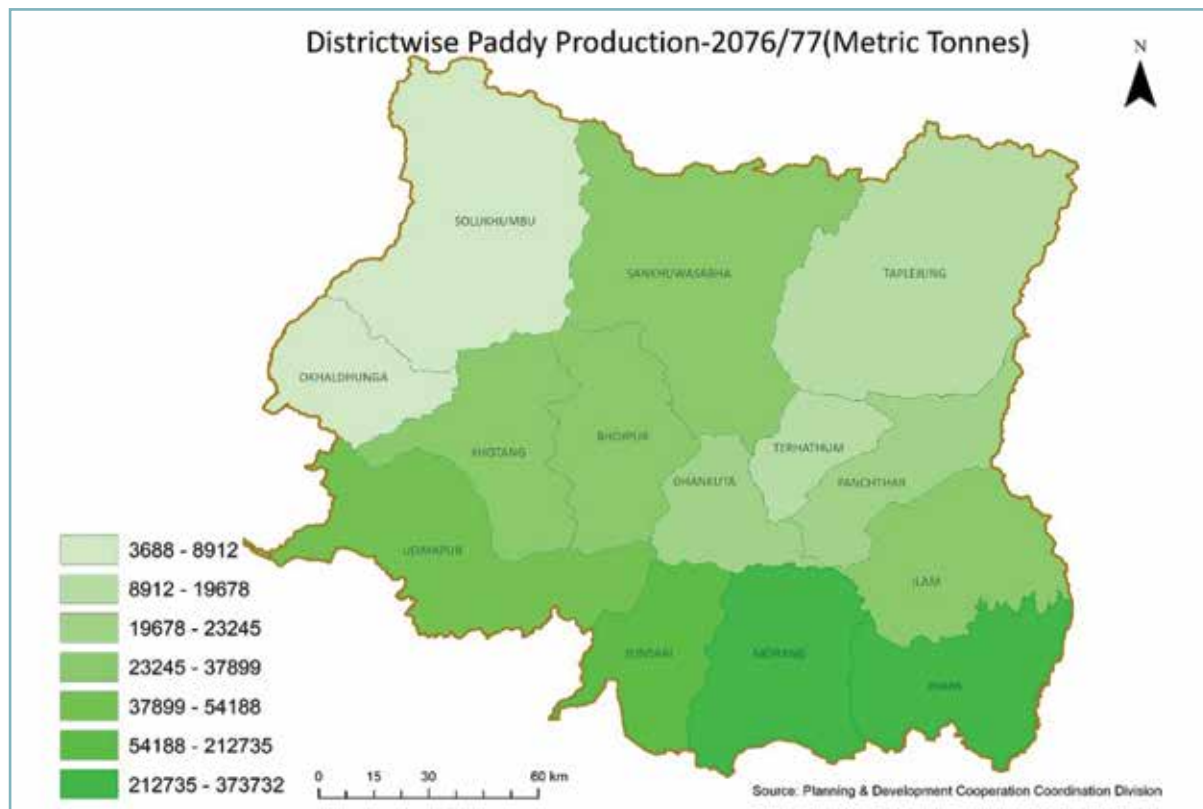 Districtwise Paddy Production-2076/77(Metric Tonnes)
N
SOLUKHUMBU
SANKHUWASABHA
TAPLEJUNG
OKHALDHUNGA
KHOTANG
BHOJPUR
TERHATHUM
DHANKUTA
PANCHTHAR
UDAYAPUR
ILAM
SUNSARI
MORANG
JHAPA
3688 - 8912
8912 - 19678
19678 - 23245
23245 - 37899
37899 - 54188
54188 - 212735
212735 - 373732
0 15 30 60 km
Source: Planning & Development Cooperation Coordination Division